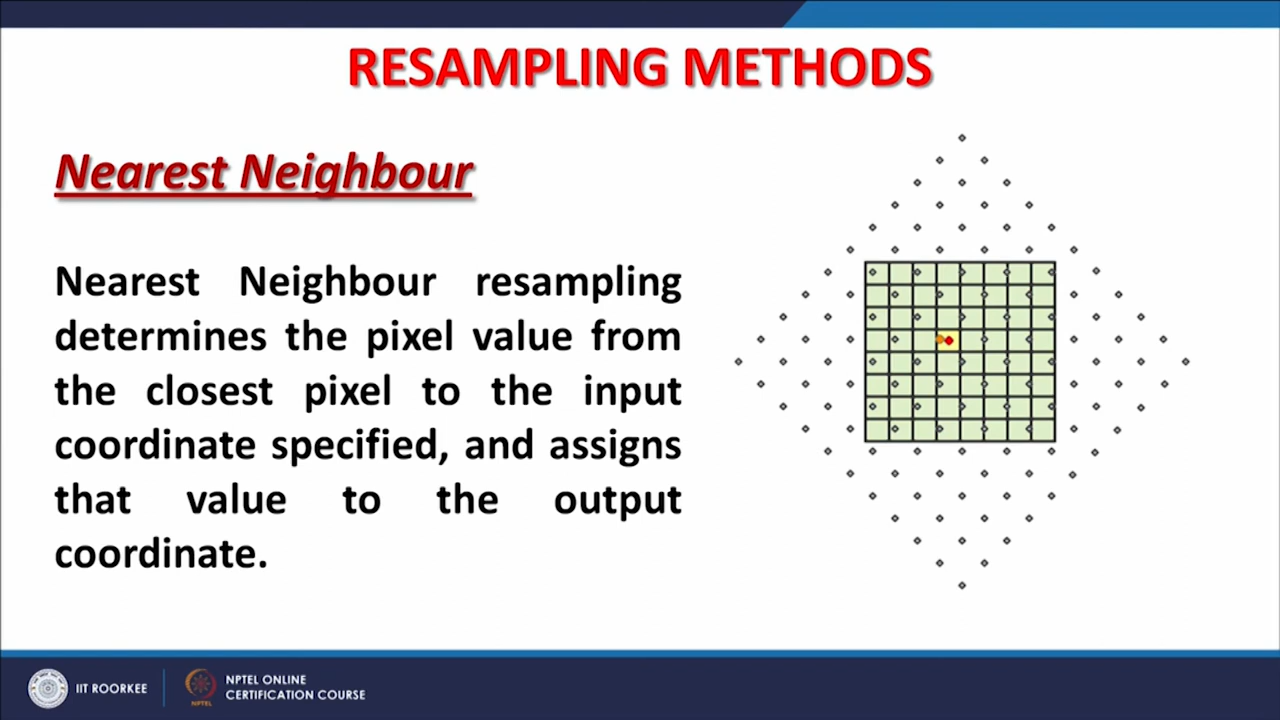 RESAMPLING METHODS
Nearest Neighbour
Nearest Neighbour resampling
determines the pixel value from
the closest pixel to the input
coordinate specified, and assigns
that value to the output
coordinate.
IIT ROORKEE
NPTEL
NPTEL ONLINE
CERTIFICATION COURSE